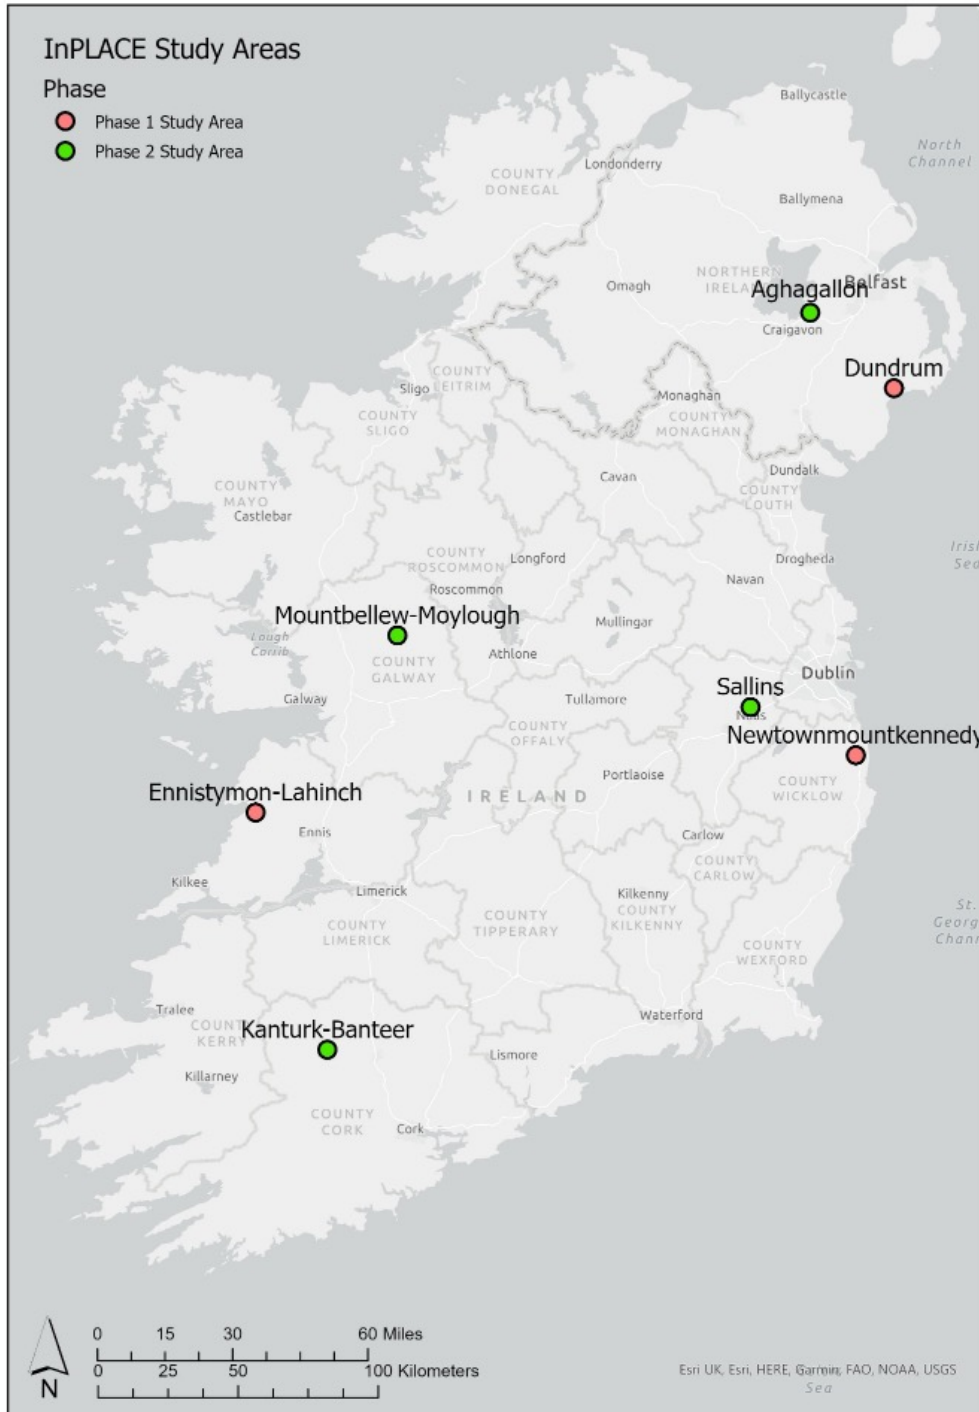 InPLACE Study Areas
Phase
Phase 1 Study Area
Phase 2 Study Area
Ballycastle
North
Channel
Londonderry
COUNTY
DONEGAL
Ballymena
NORTHERN
Belfast
Omagh
Aghagallon
Craigavon
Dundrum
COUNTY
LEITRIM
Sligo
Monaghan
COUNTY
SLIGO
COUNTY
MONAGHAN
Dundalk
Cavan
COUNTY
MAYO
COUNTY
LOUTH
Castlebar
COUNTY
ROSCOMMON
Longford
Drogheda
Navan
Roscommon
Mountbellew-Moylough
Mullingar
Lough
Corrib
Athlone
COUNTY
GALWAY
Dublin
Galway
Tullamore
Sallins
COUNTY
OFFALY
Newtownmountkennedy
Portlaoise
COUNTY
WICKLOW
Ennistymon-Lahinch
IRELAND
Ennis
Carlow
COUNTY
CARLOW
Kilkee
Limerick
Kilkenny
COUNTY
KILKENNY
COUNTY
LIMERICK
COUNTY
TIPPERARY
St.
COUNTY
WEXFORD
Tralee
Waterford
COUNTY
KERRY
Kanturk-Banteer
Lismore
Killarney
COUNTY
CORK
Cork
0 15 30 60 Miles
0 25 50 100 Kilometers
N
Esri UK, Esri, HERE, Garmin, FAO, NOAA, USGS
Sea